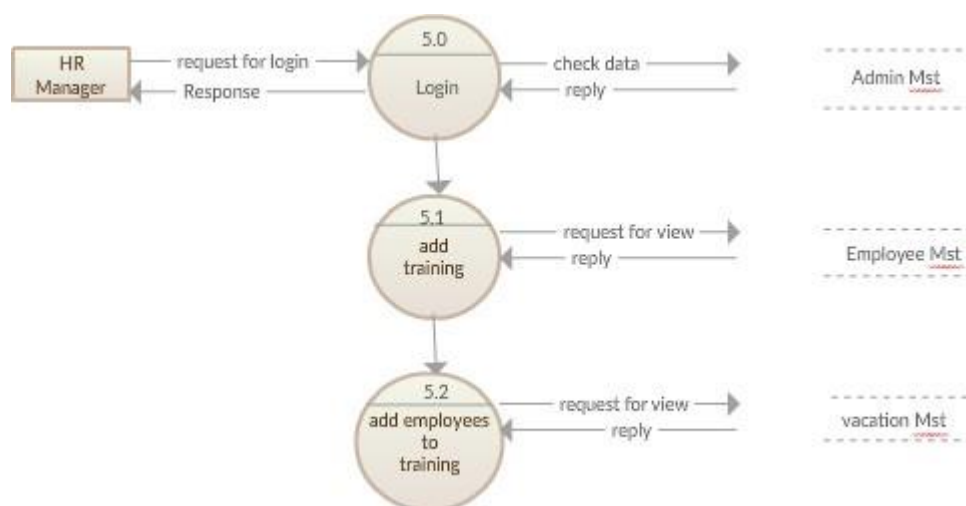 5.0
HR
Manager
request for login
Response
Login
check data
reply
Admin Mst
5.1
add
training
request for view
reply
Employee Mst
5.2
add employees
to
training
request for view
reply
vacation Mst